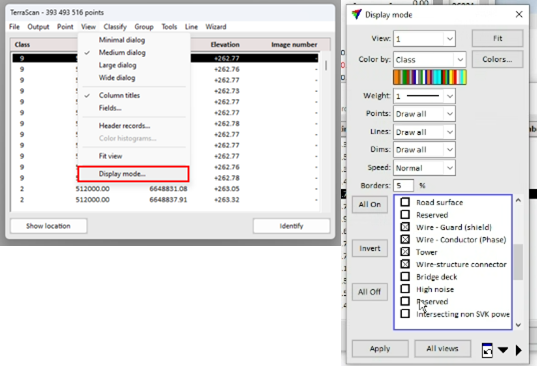 TerraScan - 393 493 516 points
File Output Point View Classify Group Tools Line Wizard
Class Elevation Image number
Minimal dialog
Medium dialog
Large dialog
Wide dialog
Column titles
Fields...
Header records...
Color histograms...
Fit view
Display mode...
9 +262.77 -
9 +262.76 -
9 +262.77 -
9 +262.77 -
9 +262.77 -
9 +262.77 -
9 +262.78 -
9 +262.77 -
9 +262.77 -
9 +262.77 -
9 +262.76 -
9 +262.78 -
2 512000.00 6648831.08 +263.05 -
2 512000.00 6648837.91 +263.32 -
Show location Identify
Display mode
View: 1 Fit
Color by: Class Colors...
Weight: 1
Points: Draw all
Lines: Draw all
Dims: Draw all
Speed: Normal
Borders: 5 %
All On
Invert
All Off
Road surface
Reserved
Wire - Guard (shield)
Wire - Conductor (Phase)
Tower
Wire-structure connector
Bridge deck
High noise
Reserved
Intersecting non SVK powe
Apply All views